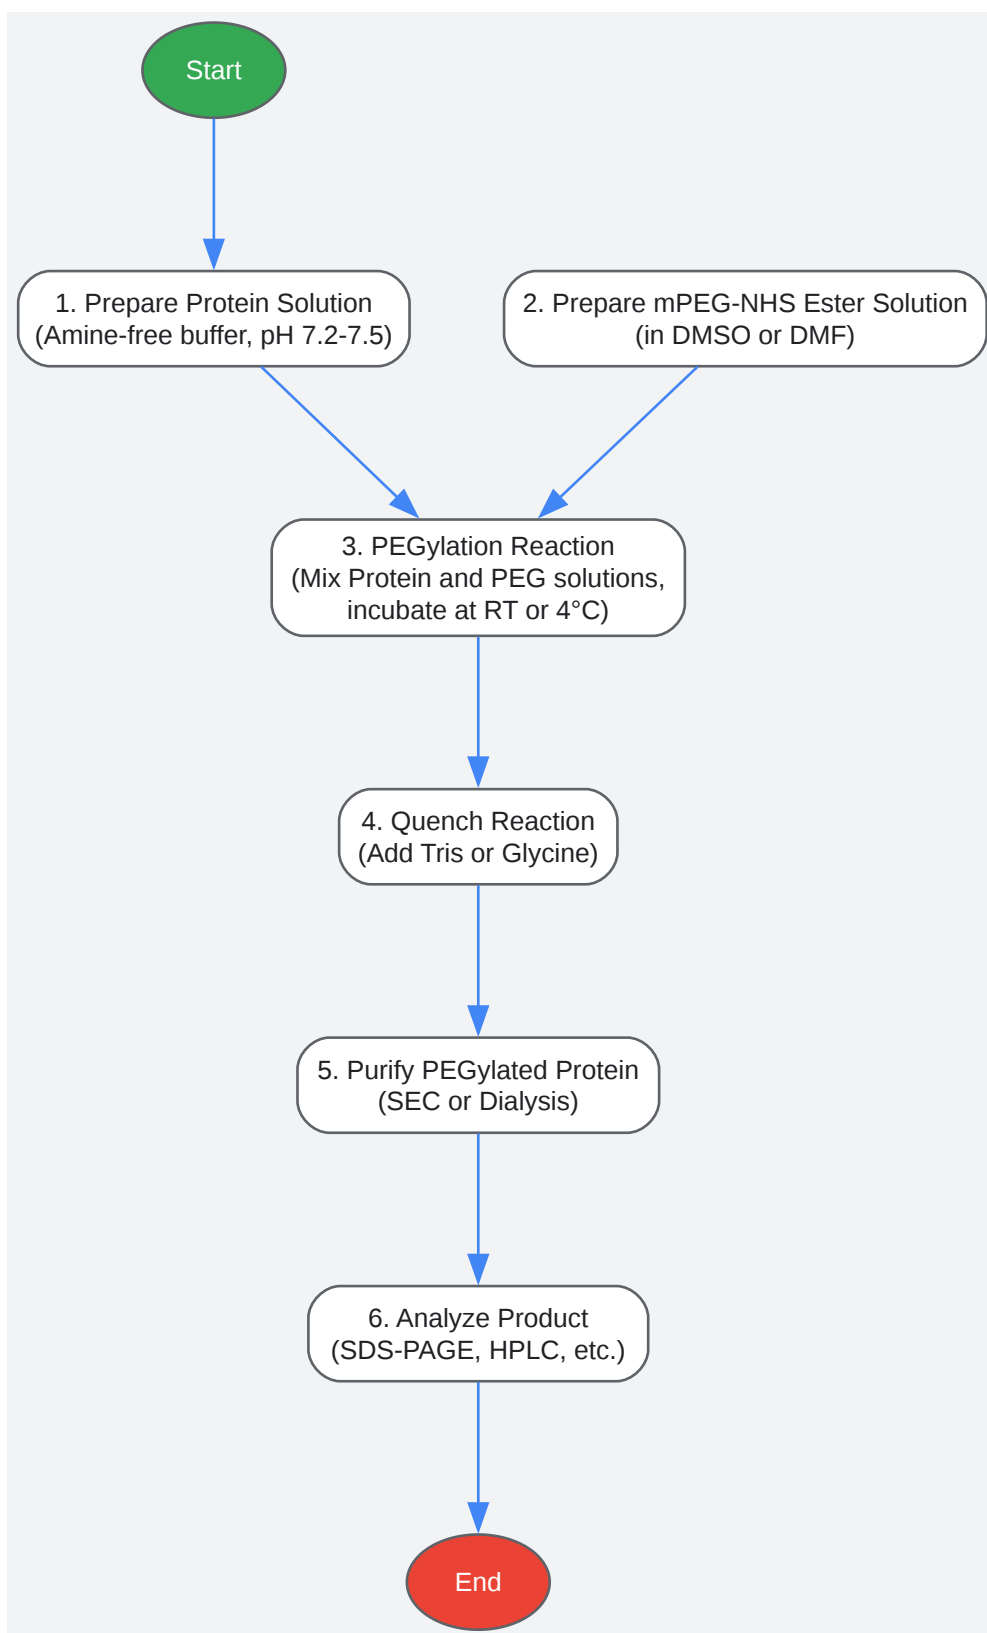 Start
1. Prepare Protein Solution
(Amine-free buffer, pH 7.2-7.5)
2. Prepare mPEG-NHS Ester Solution
(in DMSO or DMF)
3. PEGylation Reaction
(Mix Protein and PEG solutions,
incubate at RT or 4°C)
4. Quench Reaction
(Add Tris or Glycine)
5. Purify PEGylated Protein
(SEC or Dialysis)
6. Analyze Product
(SDS-PAGE, HPLC, etc.)
End